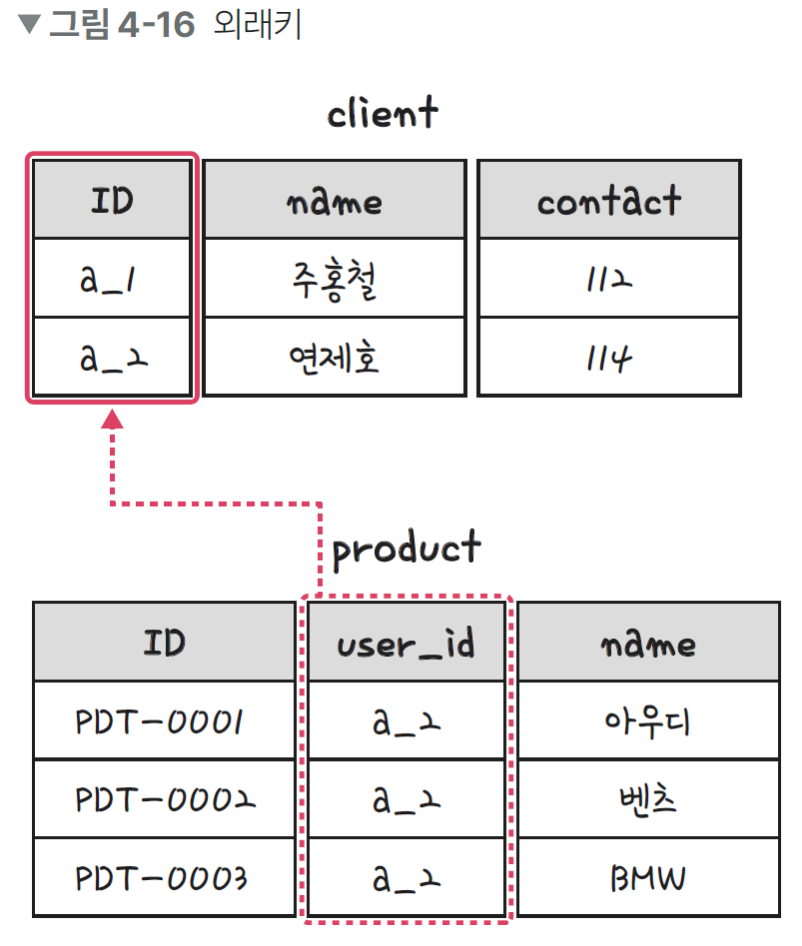 ▼ 그림 4-16 외래키
client
ID name contact
a_1 주홍철 112
a_2 연제호 114
product
ID user_id name
PDT-0001 a_2 아우디
PDT-0002 a_2 벤츠
PDT-0003 a_2 BMW